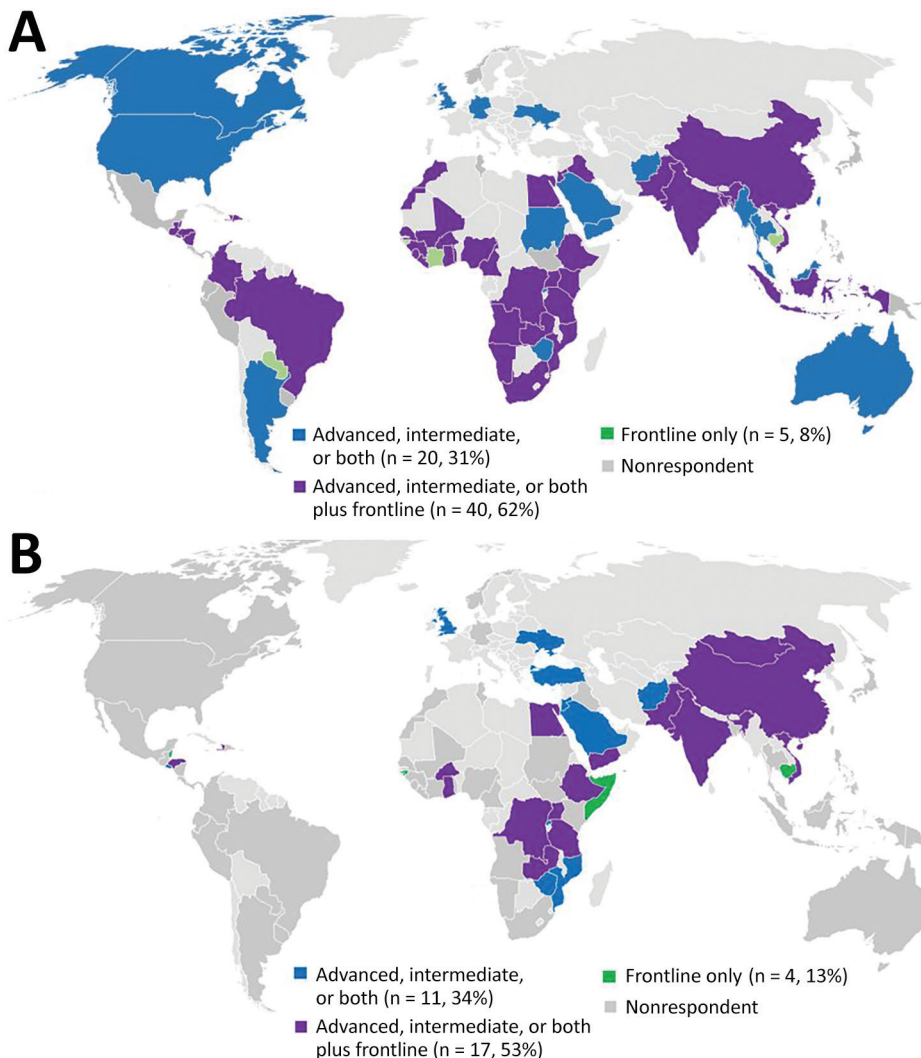 A
Advanced, intermediate,
or both (n = 20, 31%)
Advanced, intermediate, or both
plus frontline (n = 40, 62%)
Frontline only (n = 5, 8%)
Nonrespondent
B
Advanced, intermediate,
or both (n = 11, 34%)
Advanced, intermediate, or both
plus frontline (n = 17, 53%)
Frontline only (n = 4, 13%)
Nonrespondent